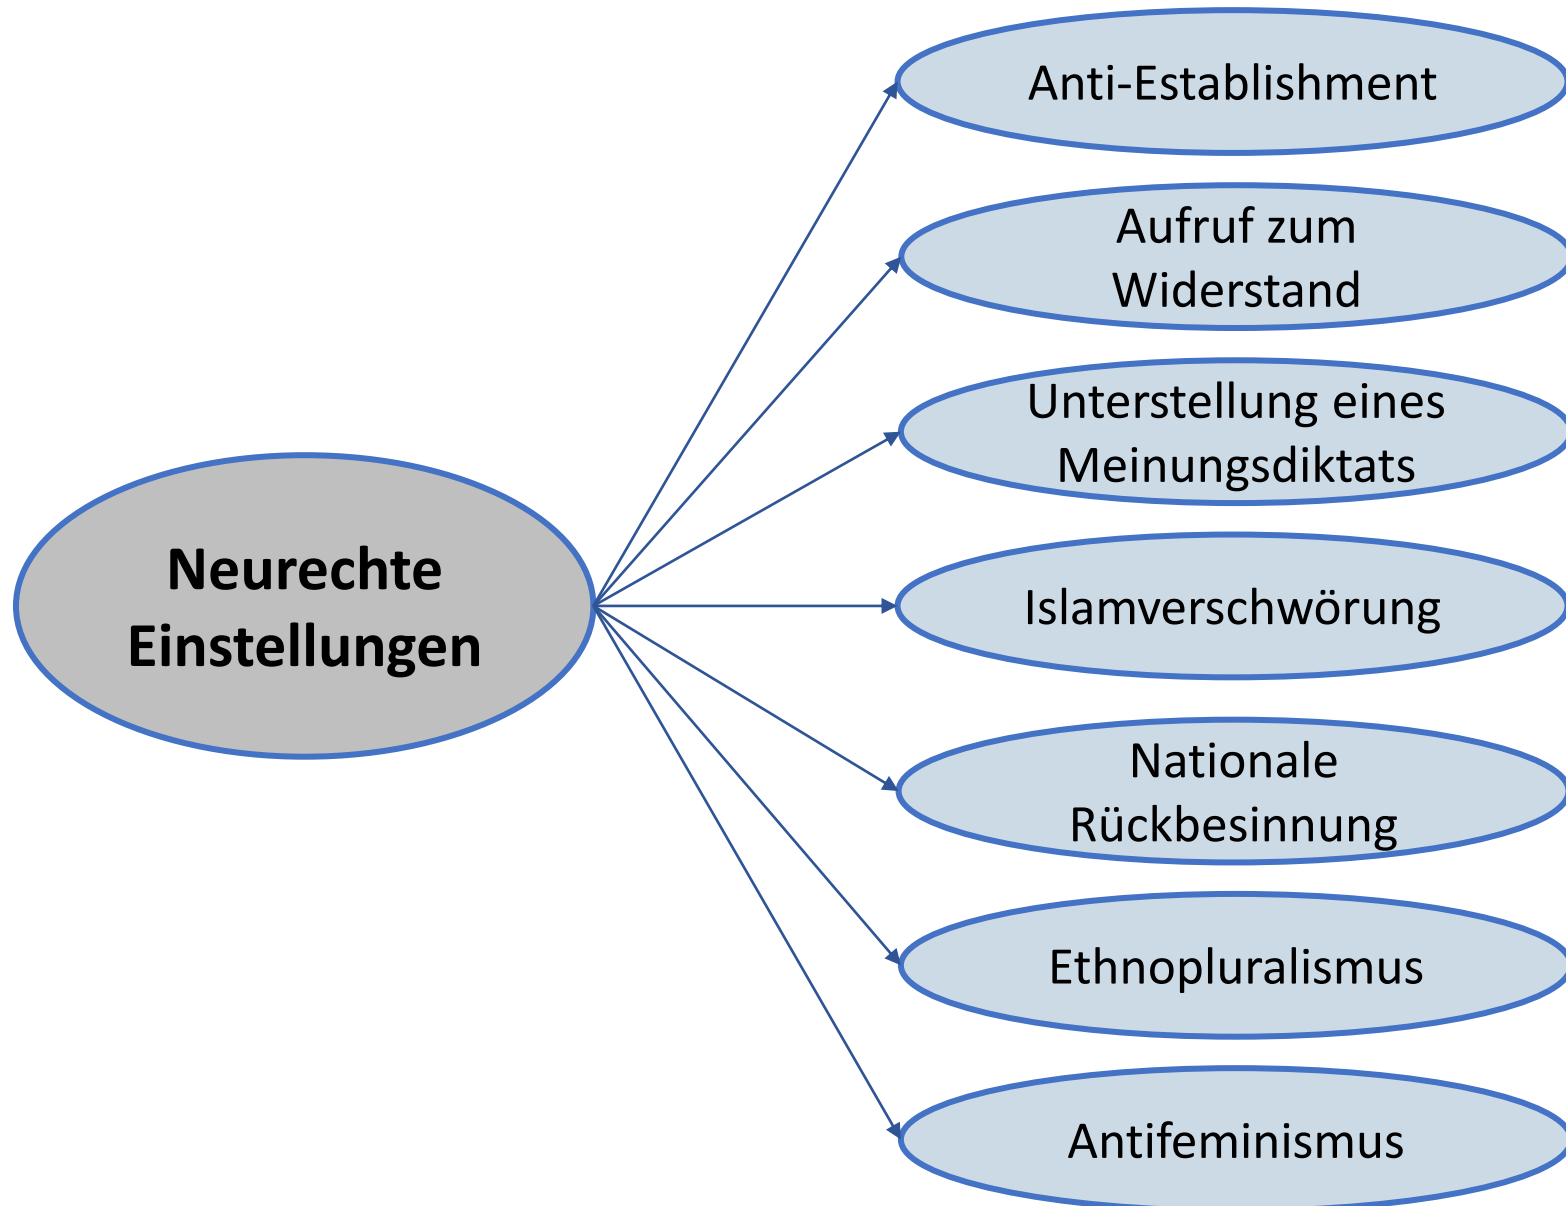 Anti-Establishment
Aufruf zum
Widerstand
Unterstellung eines
Meinungsdiktats
Neurechte
Einstellungen
Islamverschwörung
Nationale
Rückbesinnung
Ethnopluralismus
Antifeminismus